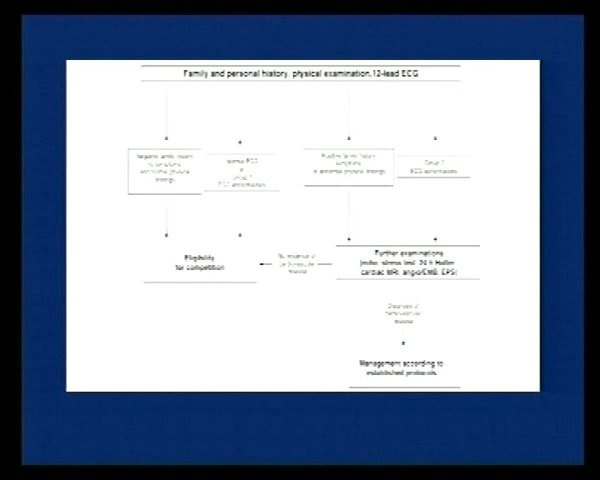 Family and personal history, physical examination, 12-lead ECG
Negative family history
no symptoms
and normal physical
findings
Normal ECG
or
Group 1
ECG abnormalities
Positive family history
symptoms
or abnormal physical findings
Group 2
ECG abnormalities
Eligibility
for competition
No evidence of
cardiovascular
disease
Further examinations
(echo, stress test, 24-h Holter
cardiac MRI, angio/EMB, EPS)
Diagnosis of
cardiovascular
disease
Management according to
established protocols